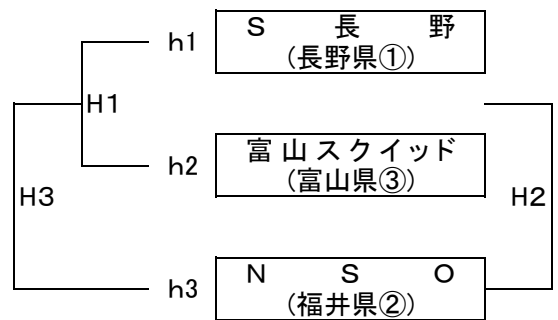 h1
S 長 野
(長野県①)
H1
h2
富山スクイッド
(富山県③)
H3
H2
h3
N S O
(福井県②)